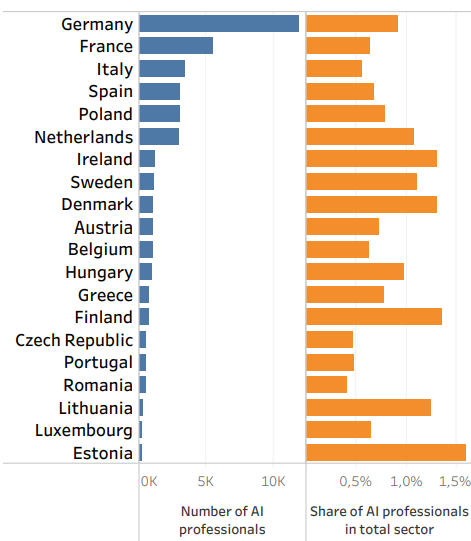 Germany
France
Italy
Spain
Poland
Netherlands
Ireland
Sweden
Denmark
Austria
Belgium
Hungary
Greece
Finland
Czech Republic
Portugal
Romania
Lithuania
Luxembourg
Estonia
0K 5K 10K 0,5% 1,0% 1,5%
Number of AI professionals
Share of AI professionals in total sector